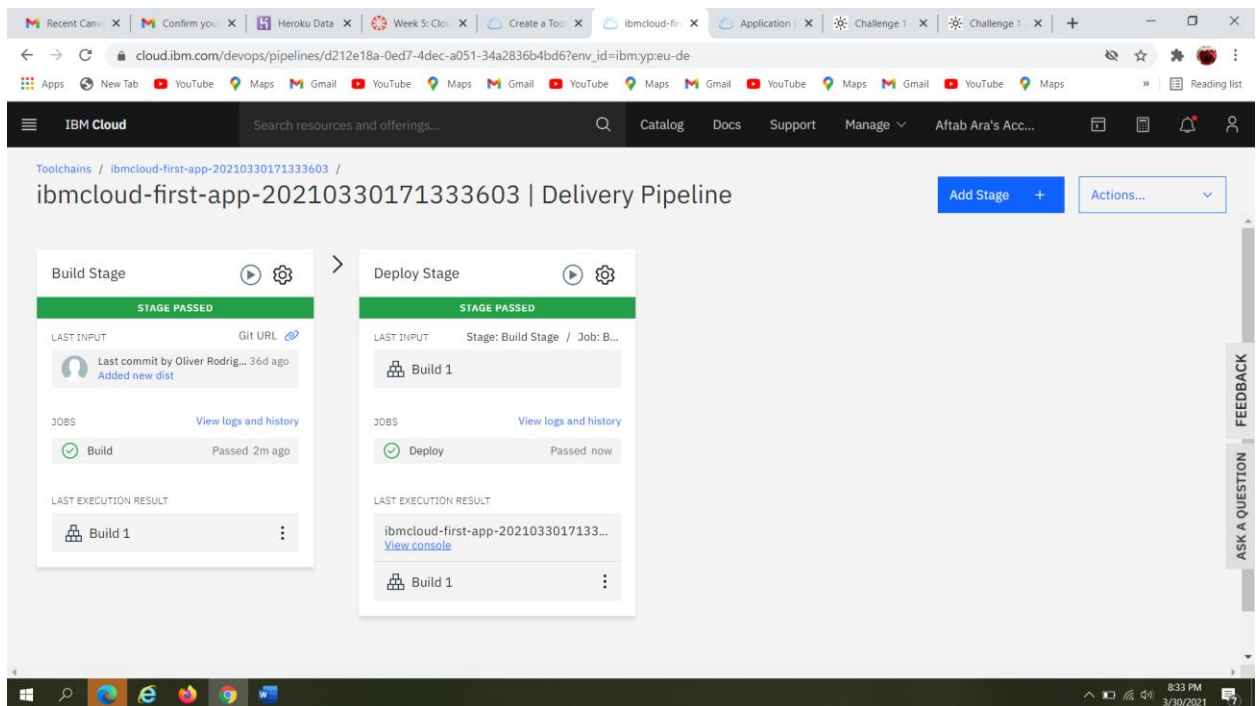 Recent Canv
Confirm you
Heroku Data
Week 5: Clou
Create a Too
ibmcloud-fir
Application
Challenge 1
Challenge 1
cloud.ibm.com/devops/pipelines/d212e18a-0ed7-4dec-a051-34a2836b4bd6?env_id=ibm:yp:eu-de
Apps New Tab YouTube Maps Gmail YouTube Maps Gmail YouTube Maps Gmail YouTube Maps Gmail YouTube Maps » Reading list
IBM Cloud Search resources and offerings... Catalog Docs Support Manage Aftab Ara's Acc...
Toolchains / ibmcloud-first-app-20210330171333603 /
ibmcloud-first-app-20210330171333603 | Delivery Pipeline
Add Stage +
Actions...
Build Stage
STAGE PASSED
LAST INPUT Git URL
Last commit by Oliver Rodrig... 36d ago
Added new dist
JOBS View logs and history
Build Passed 2m ago
LAST EXECUTION RESULT
Build 1
Deploy Stage
STAGE PASSED
LAST INPUT Stage: Build Stage / Job: B...
Build 1
JOBS View logs and history
Deploy Passed now
LAST EXECUTION RESULT
ibmcloud-first-app-2021033017133...
View console
Build 1
FEEDBACK
ASK A QUESTION
8:33 PM
3/30/2021